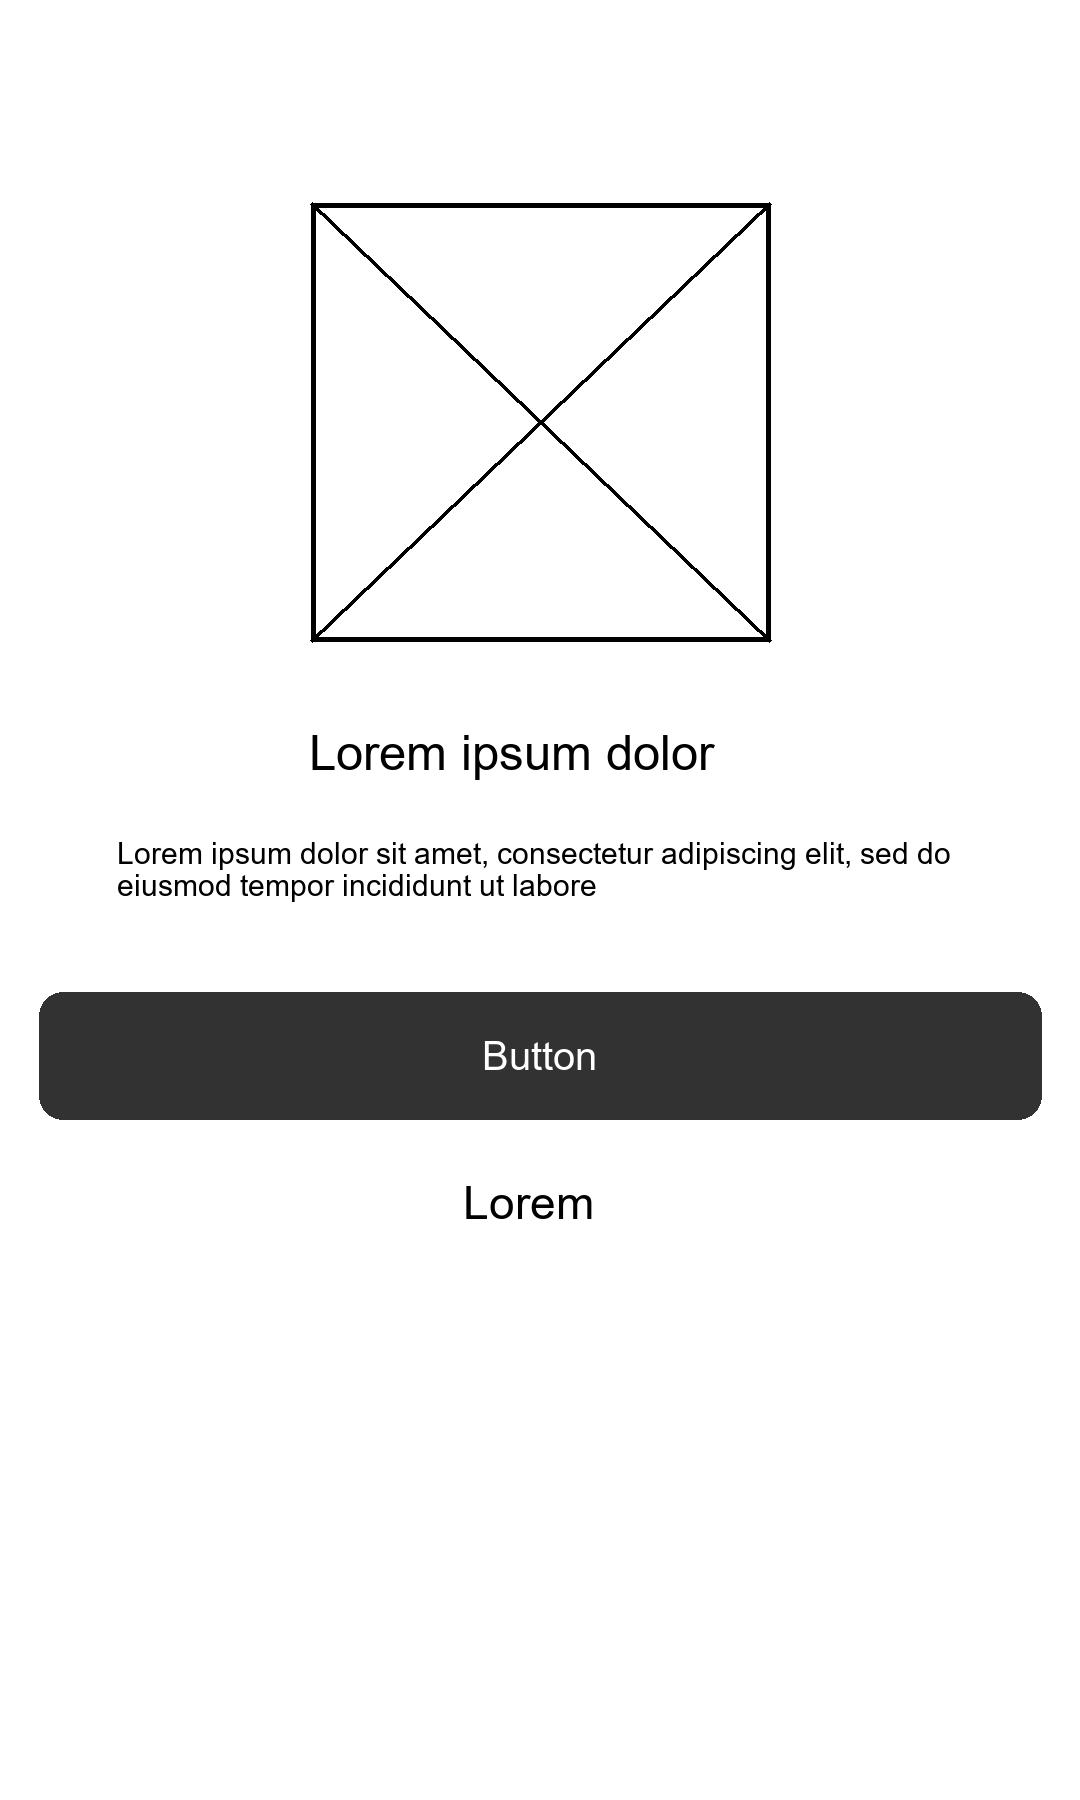 Lorem ipsum dolor
Lorem ipsum dolor sit amet, consectetur adipiscing elit, sed do
eiusmod tempor incididunt ut labore
Button
Lorem